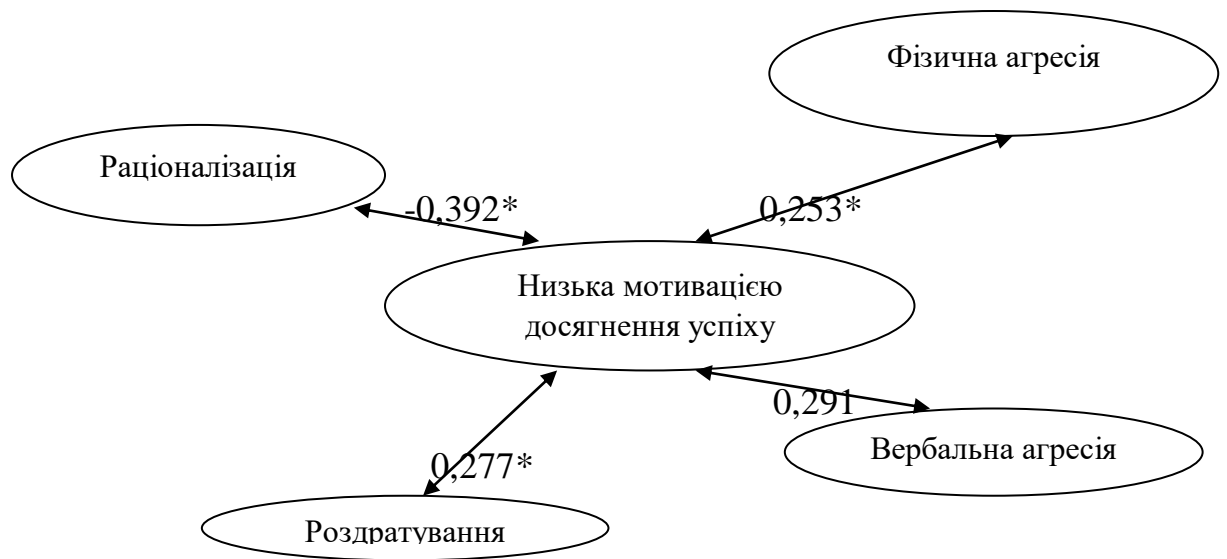 Фізична агресія
Раціоналізація
-0,392*
0,253*
Низька мотивацією
досягнення успіху
0,291
Вербальна агресія
0,277*
Роздратування